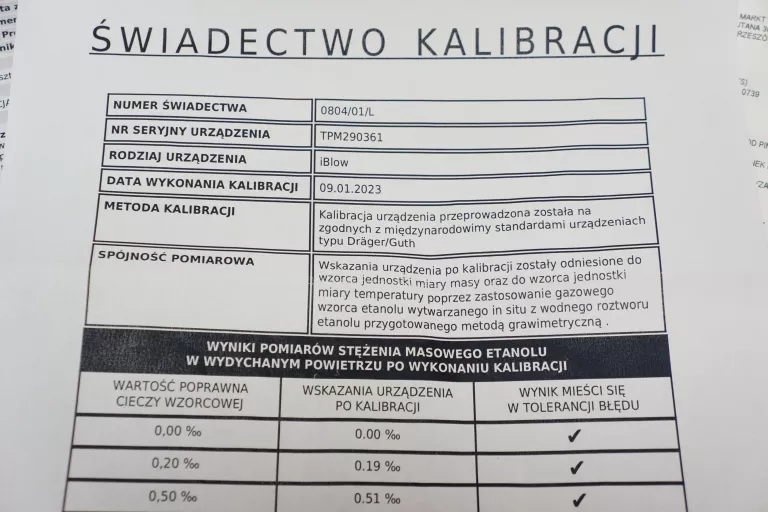 ŚWIADECTWO KALIBRACJI
NUMER ŚWIADECTWA 0804/01/L
NR SERYJNY URZĄDZENIA TPM290361
RODZIAJ URZĄDZENIA iBlow
DATA WYKONANIA KALIBRACJI 09.01.2023
METODA KALIBRACJI
Kalibracja urządzenia przeprowadzona została na
zgodnych z międzynarodowimy standardami urządzeniach
typu Dräger/Guth
SPÓJNOŚĆ POMIAROWA
Wskazania urządzenia po kalibracji zostały odniesione do
wzorca jednostki miary masy oraz do wzorca jednostki
miary temperatury poprzez zastosowanie gazowego
wzorca etanolu wytwarzanego in situ z wodnego roztworu
etanolu przygotowanego metodą grawimetryczną .
WYNIKI POMIARÓW STĘŻENIA MASOWEGO ETANOLU
W WYDYCHANYM POWIETRZU PO WYKONANIU KALIBRACJI
WARTOŚĆ POPRAWNA
CIECZY WZORCOWEJ
WSKAZANIA URZĄDZENIA
PO KALIBRACJI
WYNIK MIEŚCI SIĘ
W TOLERANCJI BŁĘDU
0,00 ‰ 0.00 ‰ ✔
0,20 ‰ 0.19 ‰ ✔
0,50 ‰ 0.51 ‰ ✔
MARKT
0739